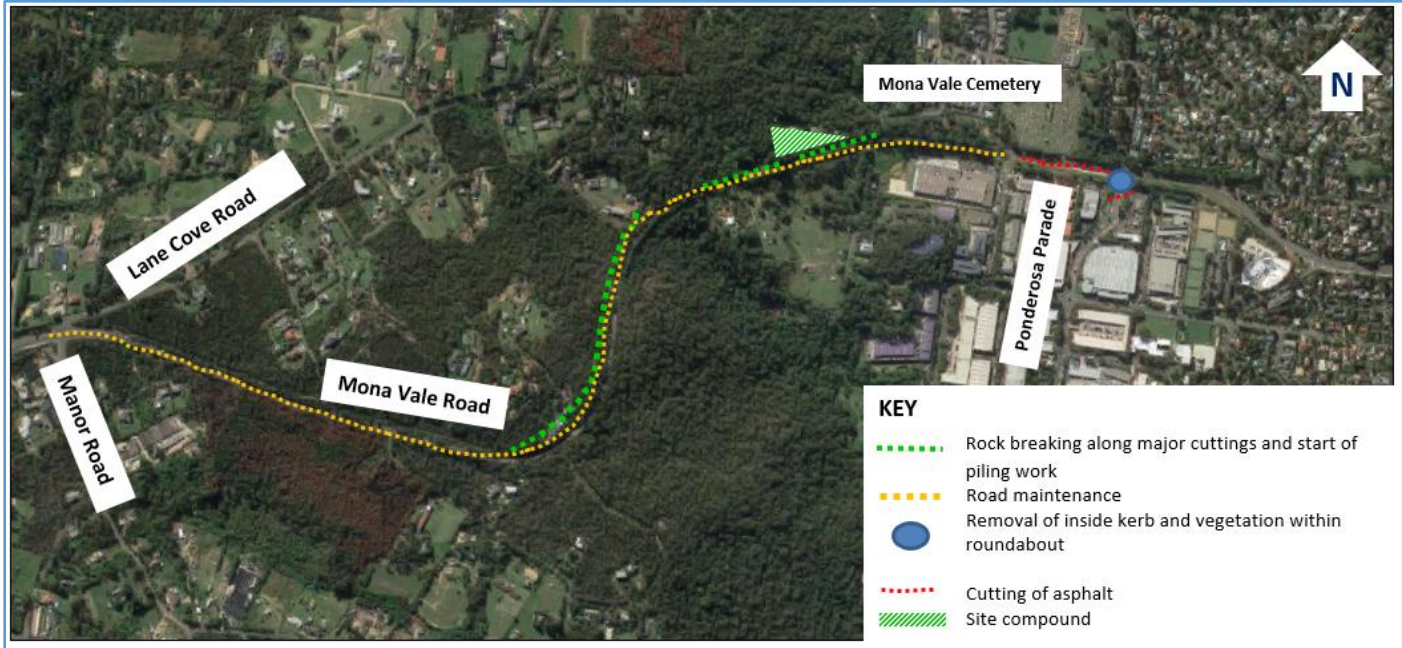 Mona Vale Cemetery
N
Lane Cove Road
Mona Vale Road
Manor Road
Ponderosa Parade
KEY
Rock breaking along major cuttings and start of
piling work
Road maintenance
Removal of inside kerb and vegetation within
roundabout
Cutting of asphalt
Site compound